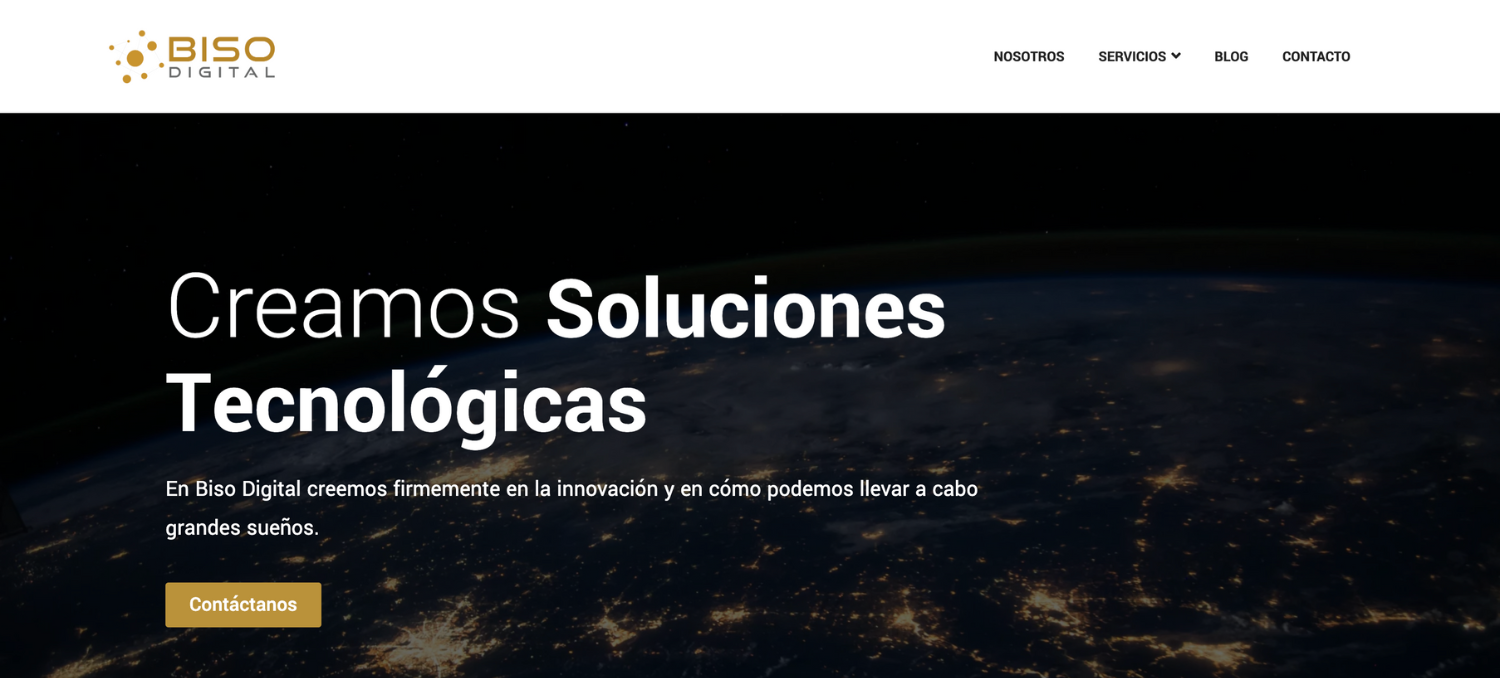 BISO
DIGITAL
NOSOTROS
SERVICIOS
BLOG
CONTACTO
Creamos Soluciones
Tecnológicas
En Biso Digital creemos firmemente en la innovación y en cómo podemos llevar a cabo
grandes sueños.
Contáctanos